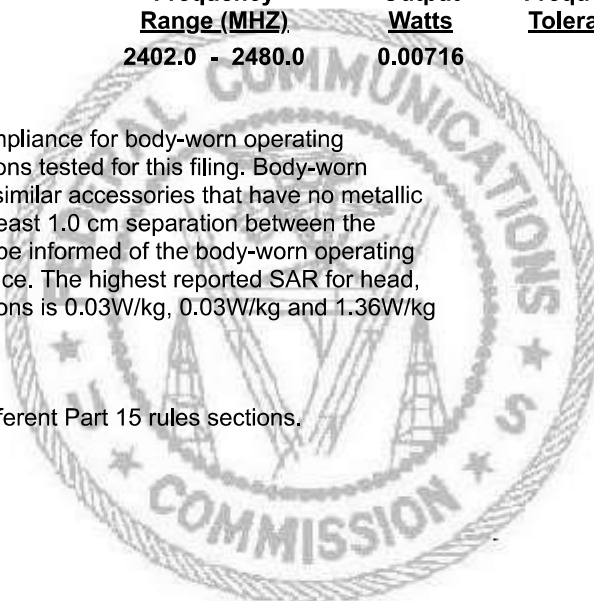 Range (MHZ) Watts Tolera
2402.0 - 2480.0 0.00716
mpliance for body-worn operating
ons tested for this filing. Body-worn
similar accessories that have no metallic
east 1.0 cm separation between the
be informed of the body-worn operating
ce. The highest reported SAR for head,
ons is 0.03W/kg, 0.03W/kg and 1.36W/kg
fferent Part 15 rules sections.
FEDERAL COMMUNICATIONS
U S
COMMISSION